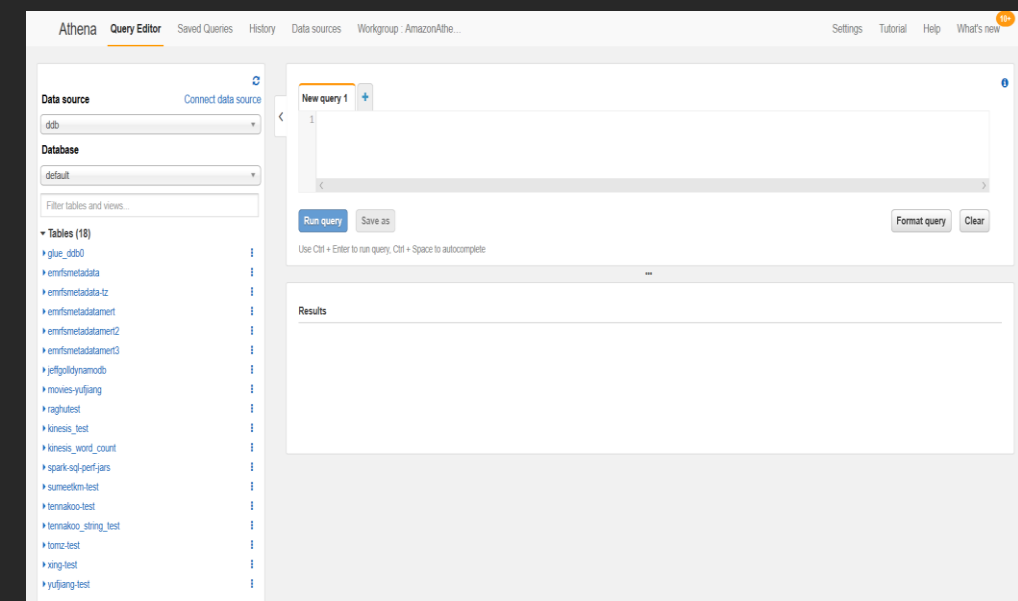 Athena Query Editor Saved Queries History Data sources Workgroup : AmazonAthe... Settings Tutorial Help What's new 10+
Data source Connect data source
ddb
Database
default
Filter tables and views...
Tables (18)
glue_ddb0
emrfsmetadata
emrfsmetadata-tz
emrfsmetadatamert
emrfsmetadatamert2
emrfsmetadatamert3
jeffgolldynamodb
movies-yufjiang
raghutest
kinesis_test
kinesis_word_count
spark-sql-perf-jars
sumeetkm-test
tennakoo-test
tennakoo_string_test
tomz-test
xing-test
yufjiang-test
New query 1 +
1
Run query Save as Format query Clear
Use Ctrl + Enter to run query, Ctrl + Space to autocomplete
Results